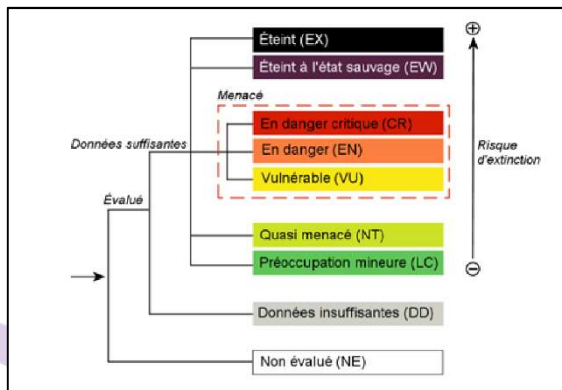 Éteint (EX)
Éteint à l'état sauvage (EW)
Menacé
En danger critique (CR)
Données suffisantes
En danger (EN)
Risque
d'extinction
Vulnérable (VU)
Évalué
Quasi menacé (NT)
Préoccupation mineure (LC)
Données insuffisantes (DD)
Non évalué (NE)